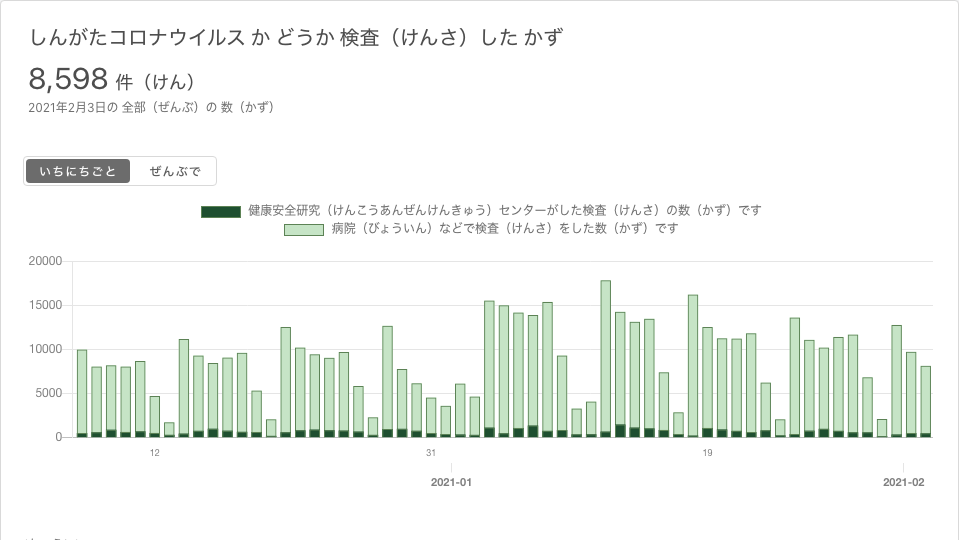 しんがたコロナウイルス か どうか 検査（けんさ）した かず
8,598 件（けん）
2021年2月3日の 全部（ぜんぶ）の 数（かず）
いちにちごと ぜんぶで
健康安全研究（けんこうあんぜんけんきゅう）センターがした検査（けんさ）の数（かず）です
病院（びょういん）などで検査（けんさ）をした数（かず）です
20000
15000
10000
5000
0
12 31 19
2021-01 2021-02